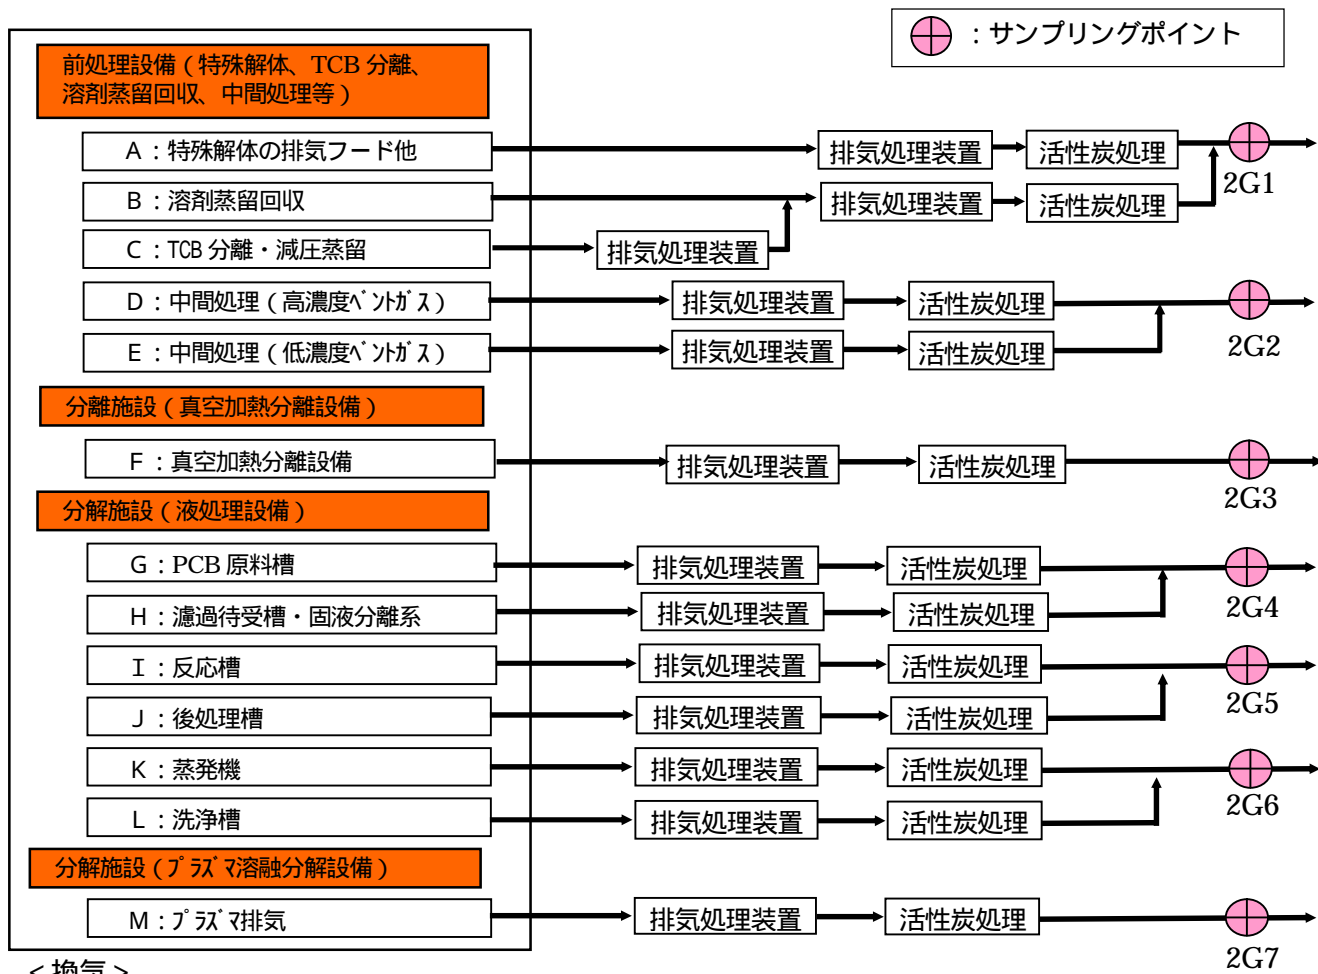 ：サンプリングポイント
前処理設備（特殊解体、TCB 分離、
溶剤蒸留回収、中間処理等）
A：特殊解体の排気フード他
排気処理装置
活性炭処理
2G1
B：溶剤蒸留回収
排気処理装置
活性炭処理
C：TCB 分離・減圧蒸留
排気処理装置
D：中間処理（高濃度ﾍﾞﾝﾄｶﾞｽ）
排気処理装置
活性炭処理
2G2
E：中間処理（低濃度ﾍﾞﾝﾄｶﾞｽ）
排気処理装置
活性炭処理
分離施設（真空加熱分離設備）
F：真空加熱分離設備
排気処理装置
活性炭処理
2G3
分解施設（液処理設備）
G：PCB 原料槽
排気処理装置
活性炭処理
2G4
H：濾過待受槽・固液分離系
排気処理装置
活性炭処理
I：反応槽
排気処理装置
活性炭処理
2G5
J：後処理槽
排気処理装置
活性炭処理
K：蒸発機
排気処理装置
活性炭処理
2G6
L：洗浄槽
排気処理装置
活性炭処理
分解施設（ﾌﾟﾗｽﾞﾏ溶融分解設備）
M：ﾌﾟﾗｽﾞﾏ排気
排気処理装置
活性炭処理
2G7
＜換気＞